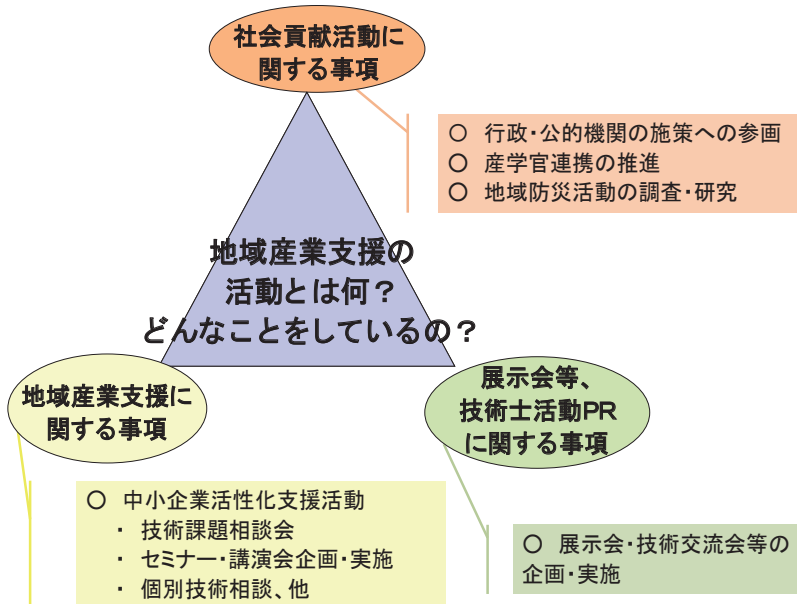 社会貢献活動に
関する事項
○ 行政・公的機関の施策への参画
○ 産学官連携の推進
○ 地域防災活動の調査・研究
地域産業支援の
活動とは何？
どんなことをしているの？
地域産業支援に
関する事項
展示会等、
技術士活動PR
に関する事項
○ 中小企業活性化支援活動
・ 技術課題相談会
・ セミナー・講演会企画・実施
・ 個別技術相談、他
○ 展示会・技術交流会等の
企画・実施